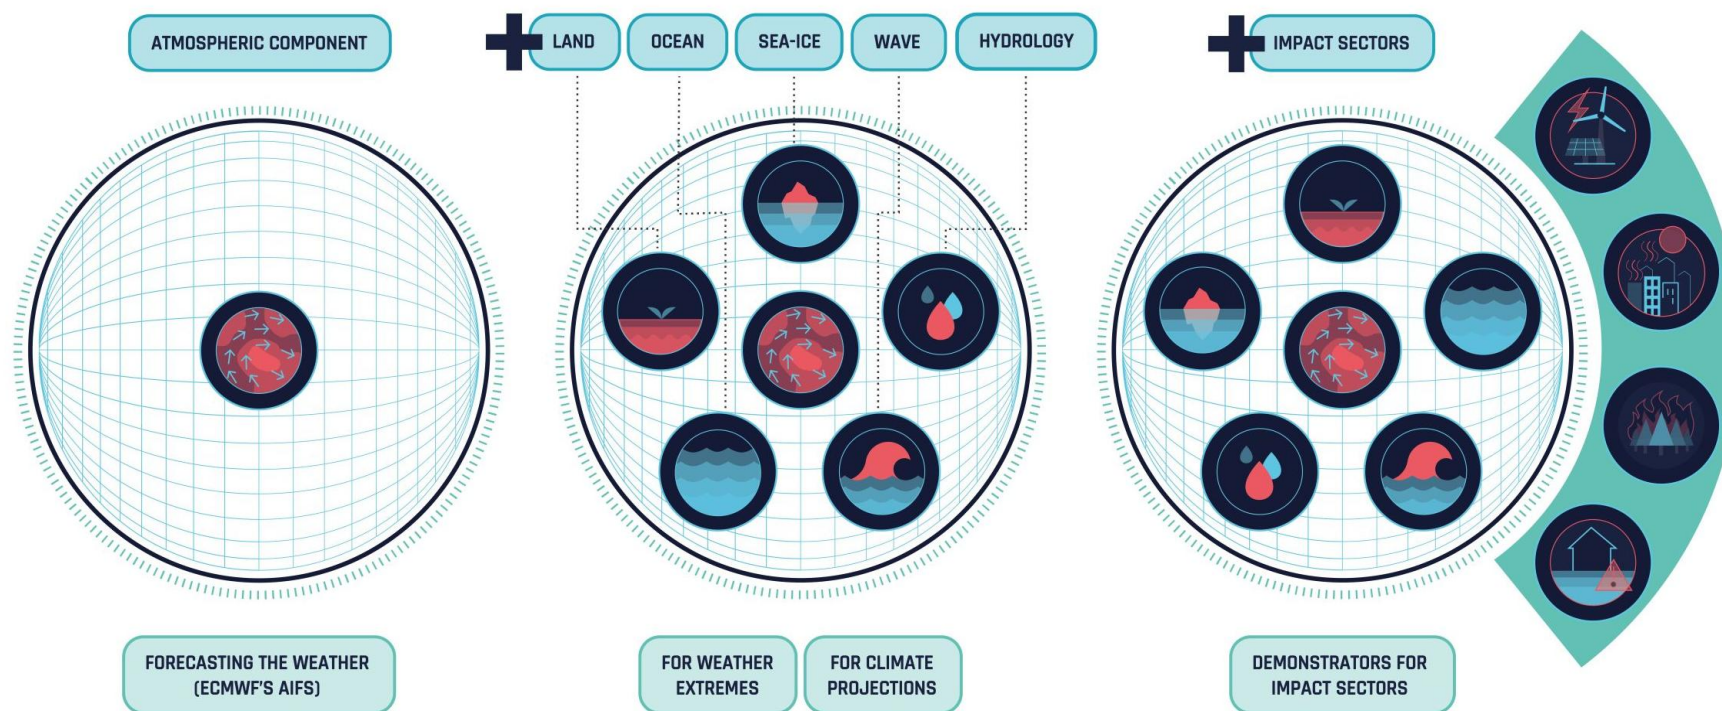 ATMOSPHERIC COMPONENT
LAND
OCEAN
SEA-ICE
WAVE
HYDROLOGY
IMPACT SECTORS
FORECASTING THE WEATHER
(ECMWF'S AIFS)
FOR WEATHER
EXTREMES
FOR CLIMATE
PROJECTIONS
DEMONSTRATORS FOR
IMPACT SECTORS